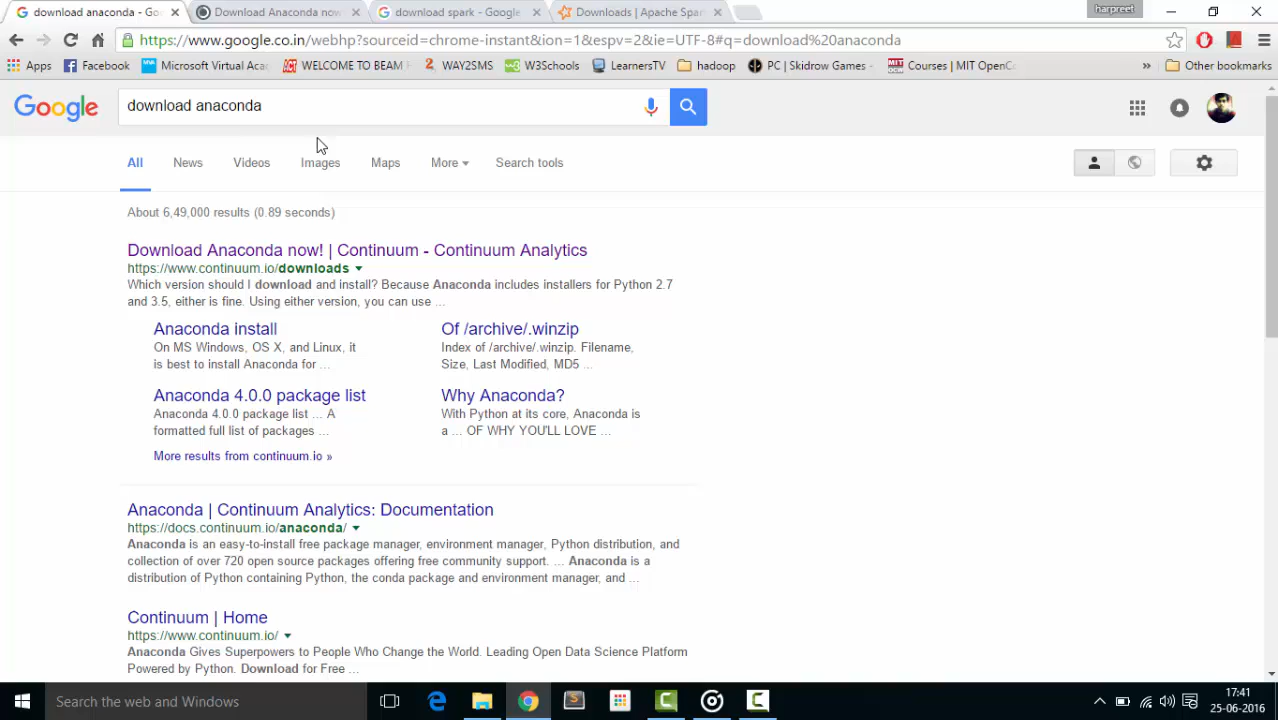 download anaconda - Goo
Download Anaconda now
download spark - Google
Downloads | Apache Spar
harpreet
https://www.google.co.in/webhp?sourceid=chrome-instant&ion=1&espv=2&ie=UTF-8#q=download%20anaconda
Apps
Facebook
Microsoft Virtual Acad
WELCOME TO BEAM F
WAY2SMS
W3Schools
LearnersTV
hadoop
PC | Skidrow Games -
Courses | MIT OpenCo
»
Other bookmarks
Google
download anaconda
All
News
Videos
Images
Maps
More
Search tools
About 6,49,000 results (0.89 seconds)
Download Anaconda now! | Continuum - Continuum Analytics
https://www.continuum.io/downloads
Which version should I download and install? Because Anaconda includes installers for Python 2.7
and 3.5, either is fine. Using either version, you can use ...
Anaconda install
On MS Windows, OS X, and Linux, it
is best to install Anaconda for ...
Of /archive/.winzip
Index of /archive/.winzip. Filename,
Size, Last Modified, MD5 ...
Anaconda 4.0.0 package list
Anaconda 4.0.0 package list ... A
formatted full list of packages ...
Why Anaconda?
With Python at its core, Anaconda is
a ... OF WHY YOU'LL LOVE ...
More results from continuum.io »
Anaconda | Continuum Analytics: Documentation
https://docs.continuum.io/anaconda/
Anaconda is an easy-to-install free package manager, environment manager, Python distribution, and
collection of over 720 open source packages offering free community support. ... Anaconda is a
distribution of Python containing Python, the conda package and environment manager, and ...
Continuum | Home
https://www.continuum.io/
Anaconda Gives Superpowers to People Who Change the World. Leading Open Data Science Platform
Powered by Python. Download for Free ...
Search the web and Windows
17:41
25-06-2016